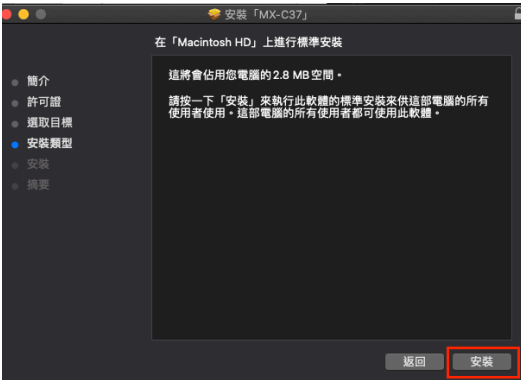 安裝「MX-C37」
在「Macintosh HD」上進行標準安裝
簡介
許可證
選取目標
安裝類型
安裝
摘要
這將會佔用您電腦的2.8 MB 空間。
請按一下「安裝」來執行此軟體的標準安裝來供這部電腦的所有
使用者使用。這部電腦的所有使用者都可使用此軟體。
返回
安裝